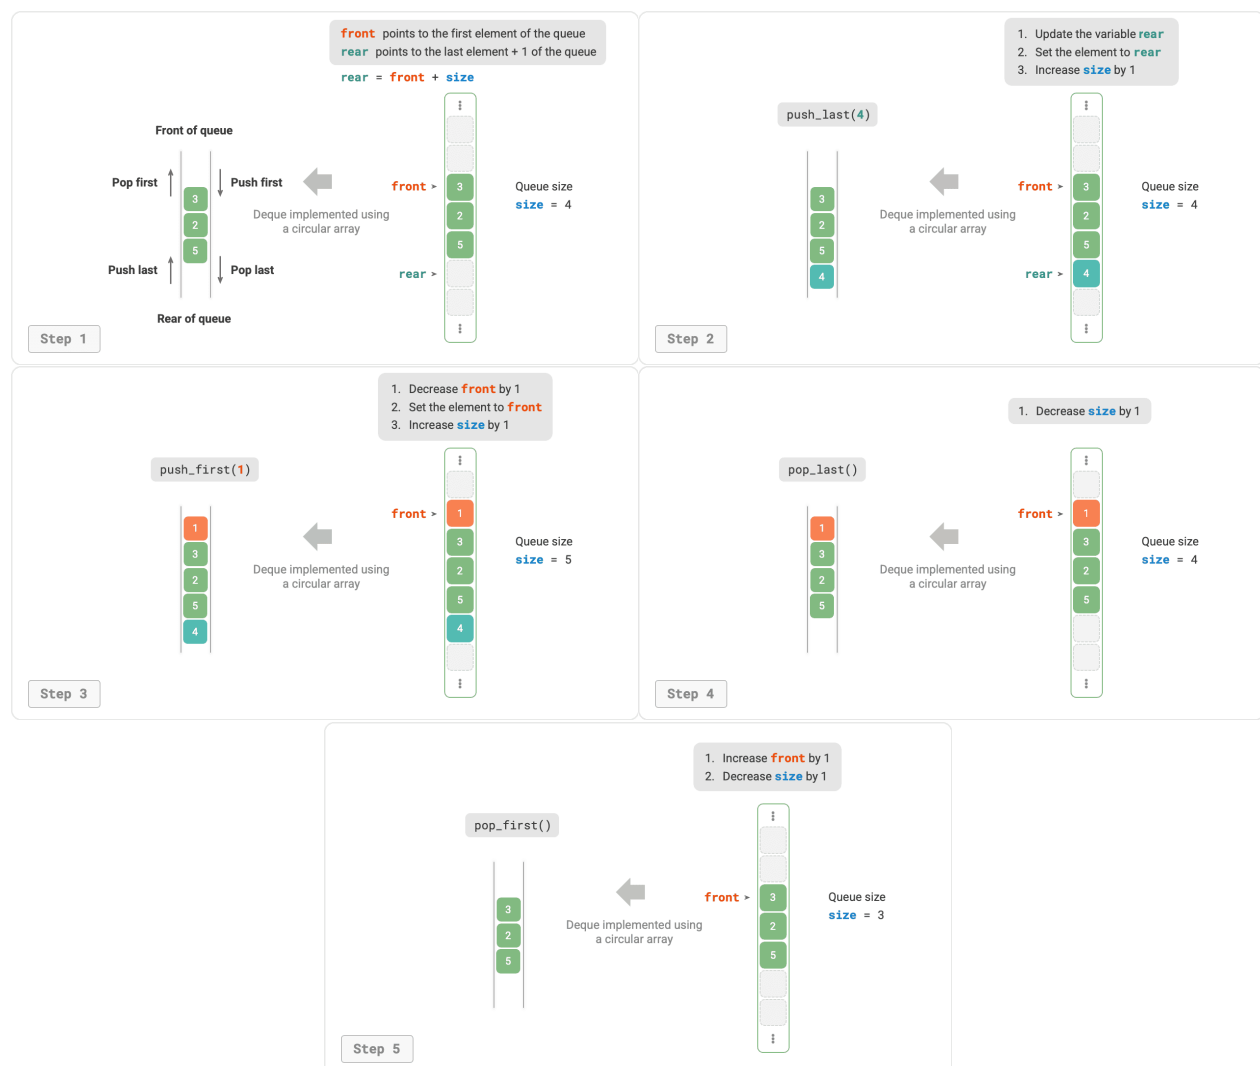 front points to the first element of the queue
rear points to the last element + 1 of the queue
rear = front + size
Front of queue
Pop first
Push first
3
2
5
Push last
Pop last
Rear of queue
Deque implemented using
a circular array
front
3
2
5
rear
Queue size
size = 4
Step 1
1. Update the variable rear
2. Set the element to rear
3. Increase size by 1
push_last(4)
3
2
5
4
Deque implemented using
a circular array
front
3
2
5
rear
4
Queue size
size = 4
Step 2
1. Decrease front by 1
2. Set the element to front
3. Increase size by 1
push_first(1)
1
3
2
5
4
Deque implemented using
a circular array
front
1
3
2
5
4
Queue size
size = 5
Step 3
1. Decrease size by 1
pop_last()
1
3
2
5
Deque implemented using
a circular array
front
1
3
2
5
Queue size
size = 4
Step 4
1. Increase front by 1
2. Decrease size by 1
pop_first()
3
2
5
Deque implemented using
a circular array
front
3
2
5
Queue size
size = 3
Step 5